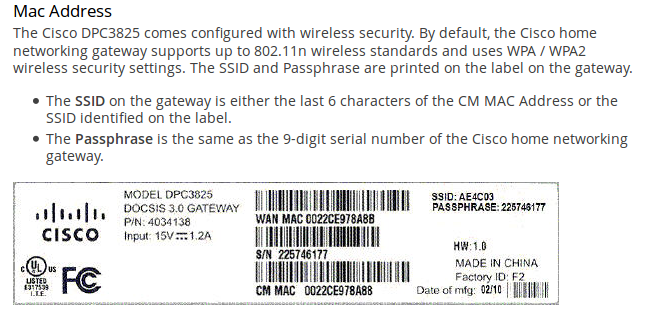 Mac Address
The Cisco DPC3825 comes configured with wireless security. By default, the Cisco home
networking gateway supports up to 802.11n wireless standards and uses WPA / WPA2
wireless security settings. The SSID and Passphrase are printed on the label on the gateway.
• The SSID on the gateway is either the last 6 characters of the CM MAC Address or the
SSID identified on the label.
• The Passphrase is the same as the 9-digit serial number of the Cisco home networking
gateway.
CISCO
MODEL DPC3825
DOCSIS 3.0 GATEWAY
P/N: 4034138
Input: 15V⎓1.2A
C UL US
LISTED
I.T.E.
FC
WAN MAC 0022CE978A8B
S/N 225746177
CM MAC 0022CE978A88
SSID: AE4C03
PASSPHRASE: 225746177
HW:1.0
MADE IN CHINA
Factory ID: F2
Date of mfg: 02/10